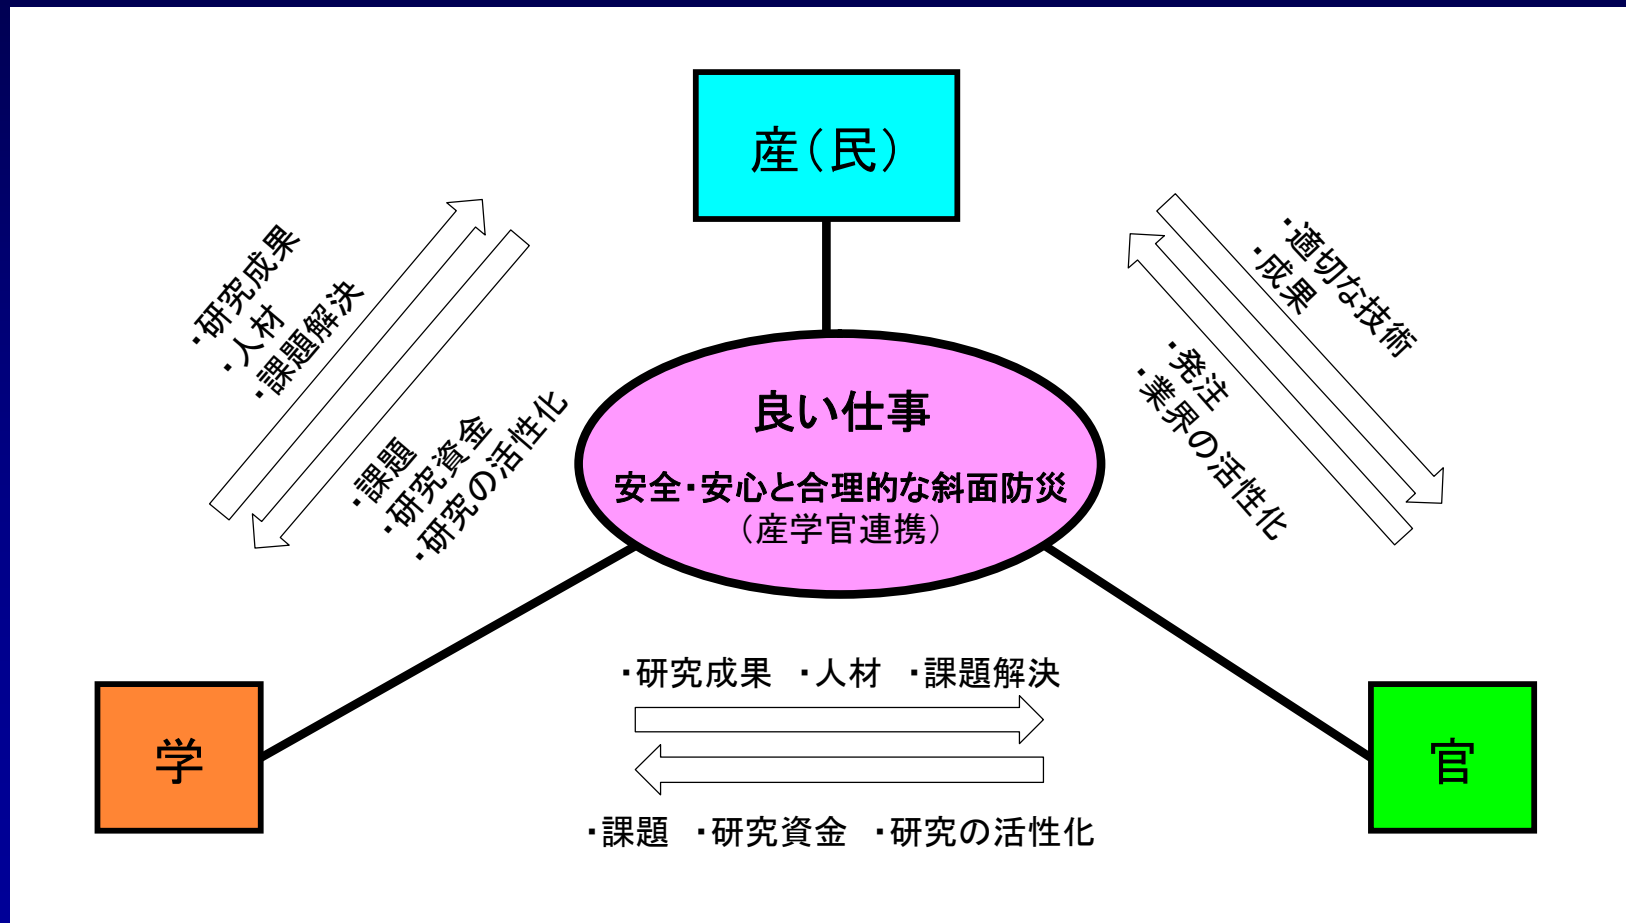 産（民）
・研究成果
・人材
・課題解決
・課題
・研究資金
・研究の活性化
・適切な技術
・成果
・発注
・業界の活性化
良い仕事
安全・安心と合理的な斜面防災
（産学官連携）
・研究成果　・人材　・課題解決
学
官
・課題　・研究資金　・研究の活性化